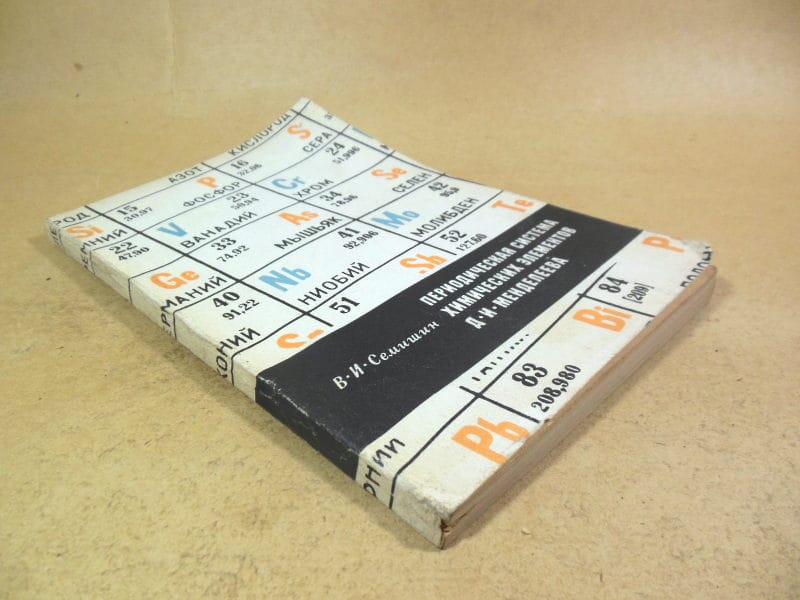 АЗОТ
КИСЛОРОД
15
30,97
P
16
32,06
S
Si
ФОСФОР
СЕРА
22
47,90
V
23
50,94
Cr
24
51,996
ВАНАДИЙ
ХРОМ
Ge
33
74,92
As
34
78,96
Se
МЫШЬЯК
СЕЛЕН
40
91,22
Nb
41
92,906
Mo
42
НИОБИЙ
МОЛИБДЕН
51
Sb
52
127,60
Te
В·И·Семишин
ПЕРИОДИЧЕСКАЯ СИСТЕМА
ХИМИЧЕСКИХ ЭЛЕМЕНТОВ
Д·И·МЕНДЕЛЕЕВА
Pb
83
208,980
Bi
84
[209]